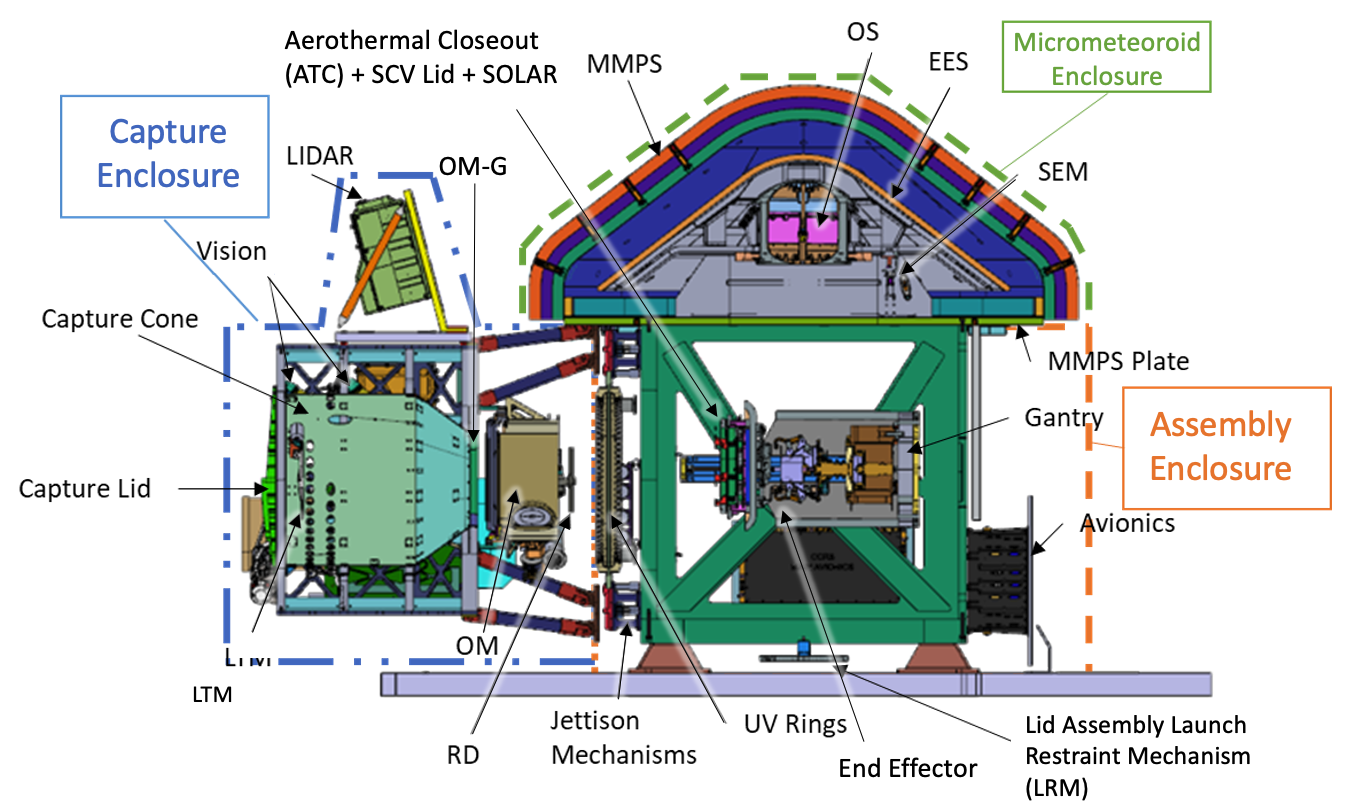 Aerothermal Closeout
(ATC) + SCV Lid + SOLAR
MMPS
OS
EES
Micrometeoroid
Enclosure
Capture
Enclosure
LIDAR
OM-G
SEM
Vision
Capture Cone
MMPS Plate
Gantry
Assembly
Enclosure
Capture Lid
Avionics
OM
LTM
Jettison
Mechanisms
UV Rings
RD
End Effector
Lid Assembly Launch
Restraint Mechanism
(LRM)